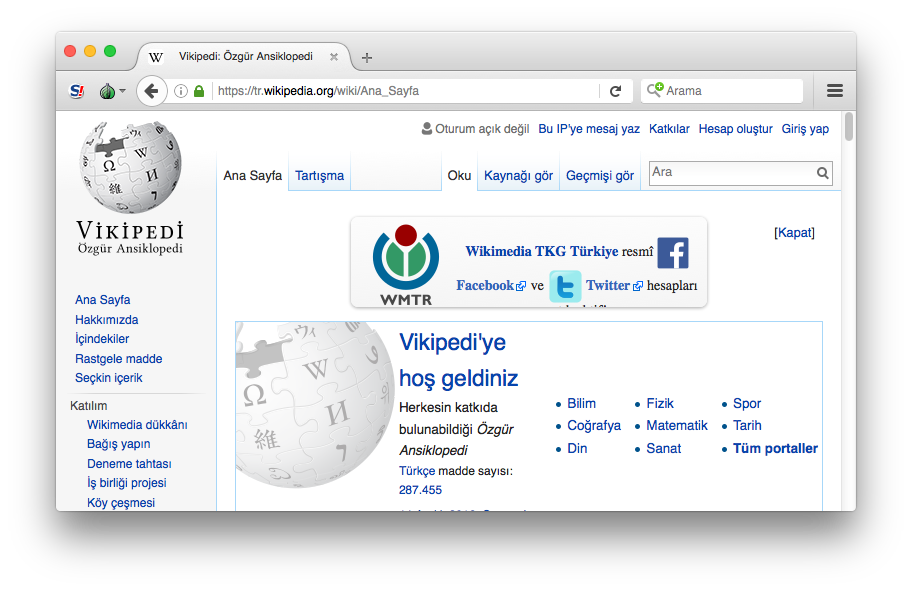 Vikipedi: Özgür Ansiklopedi
https://tr.wikipedia.org/wiki/Ana_Sayfa
Arama
Oturum açık değil Bu IP'ye mesaj yaz Katkılar Hesap oluştur Giriş yap
Ana Sayfa Tartışma Oku Kaynağı gör Geçmişi gör Ara
VİKİPEDİ
Özgür Ansiklopedi
[Kapat]
Wikimedia TKG Türkiye resmî
Facebook ve Twitter hesapları
WMTR
Ana Sayfa
Hakkımızda
İçindekiler
Rastgele madde
Seçkin içerik
Katılım
Wikimedia dükkânı
Bağış yapın
Deneme tahtası
İş birliği projesi
Köy çeşmesi
Vikipedi'ye
hoş geldiniz
Herkesin katkıda
bulunabildiği Özgür
Ansiklopedi
Türkçe madde sayısı:
287.455
Bilim Fizik Spor
Coğrafya Matematik Tarih
Din Sanat Tüm portaller